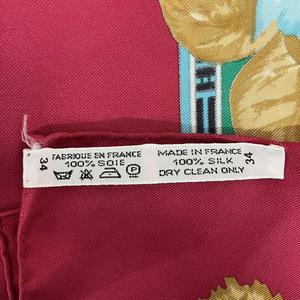 34
FABRIQUE EN FRANCE
100% SOIE
MADE IN FRANCE
100% SILK
DRY CLEAN ONLY
34